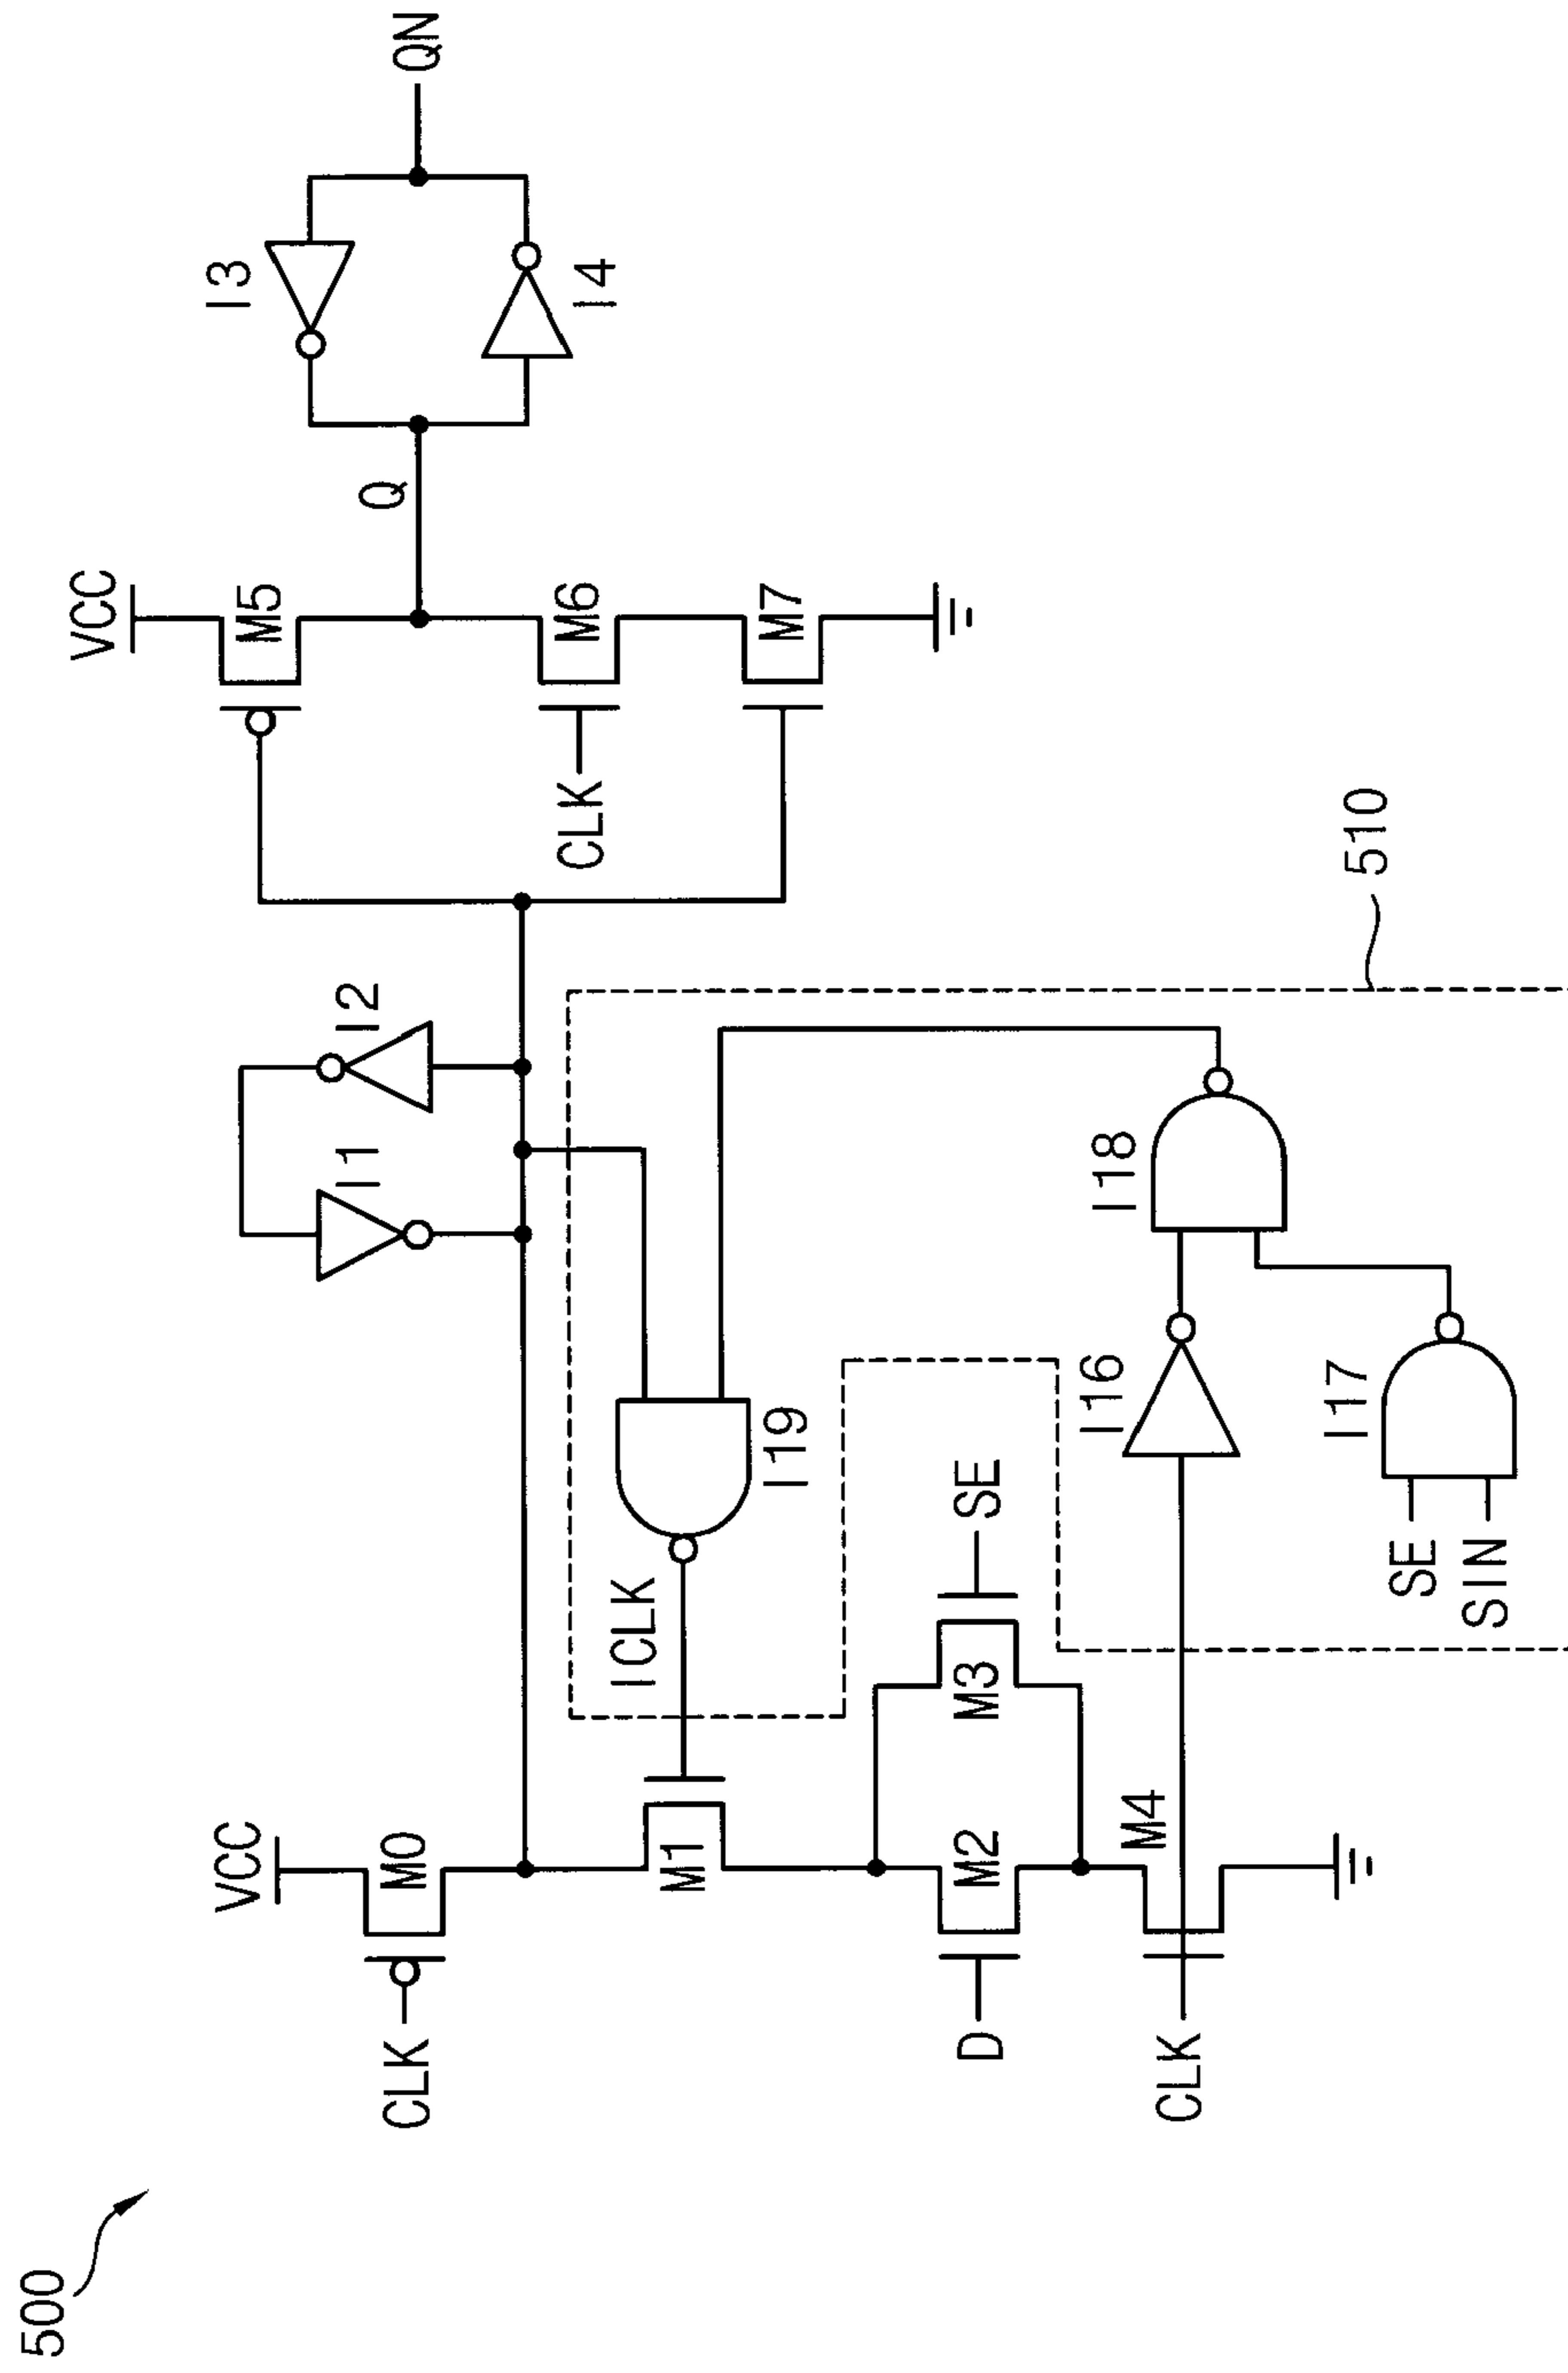 500
VCC
M0
CLK
M1
ICLK
D
M2
M3
SE
CLK
M4
I1
I2
I19
I16
I18
I17
SE
SIN
510
VCC
M5
CLK
M6
M7
Q
I3
I4
QN